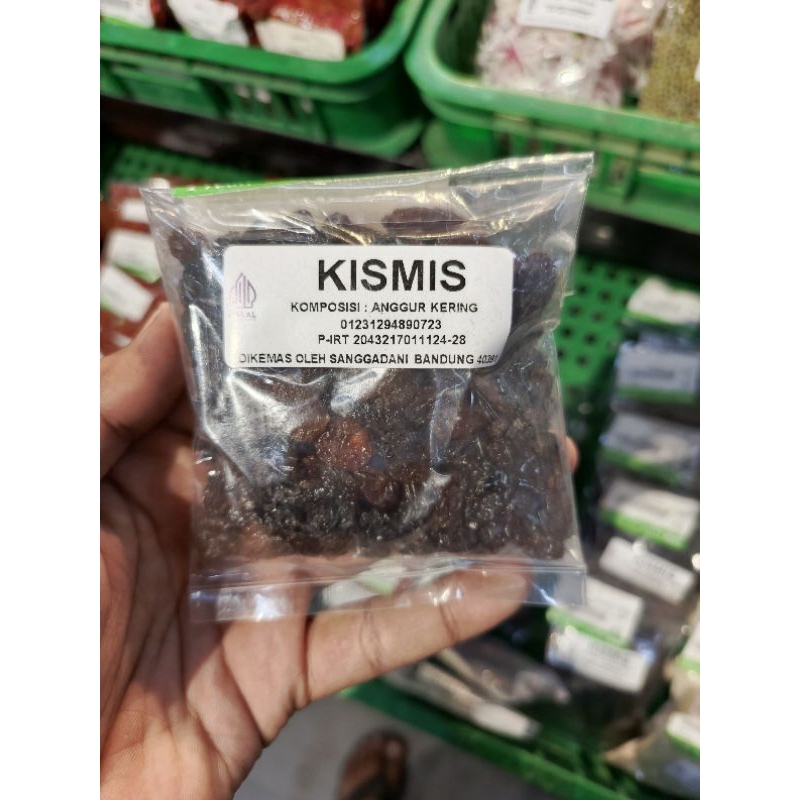 KISMIS
KOMPOSISI : ANGGUR KERING
01231294890723
P-IRT 2043217011124-28
DIKEMAS OLEH SANGGADANI BANDUNG